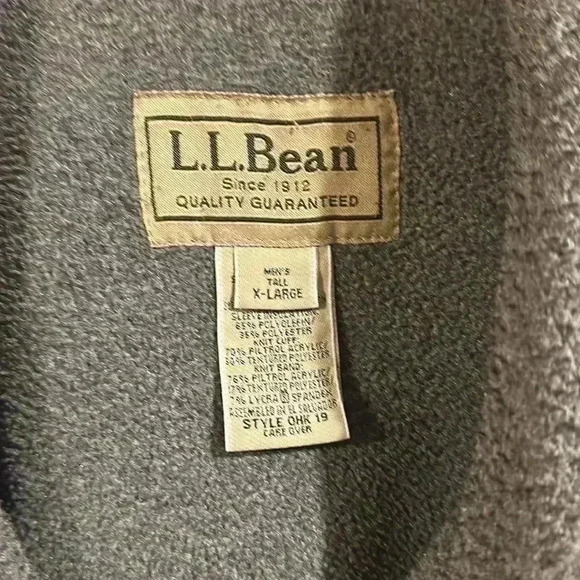 L.L.Bean®
Since 1912
QUALITY GUARANTEED
MEN'S
TALL
X-LARGE
SLEEVE INSULATION:
65% POLYOLEFIN/
35% POLYESTER
KNIT CUFF:
70% PILTROL ACRYLIC/
30% TEXTURED POLYESTER
KNIT BAND:
76% PILTROL ACRYLIC/
17% TEXTURED POLYESTER/
7% LYCRA ® SPANDEX
ASSEMBLED IN EL SALVADOR
STYLE OHK 19
CARE OVER